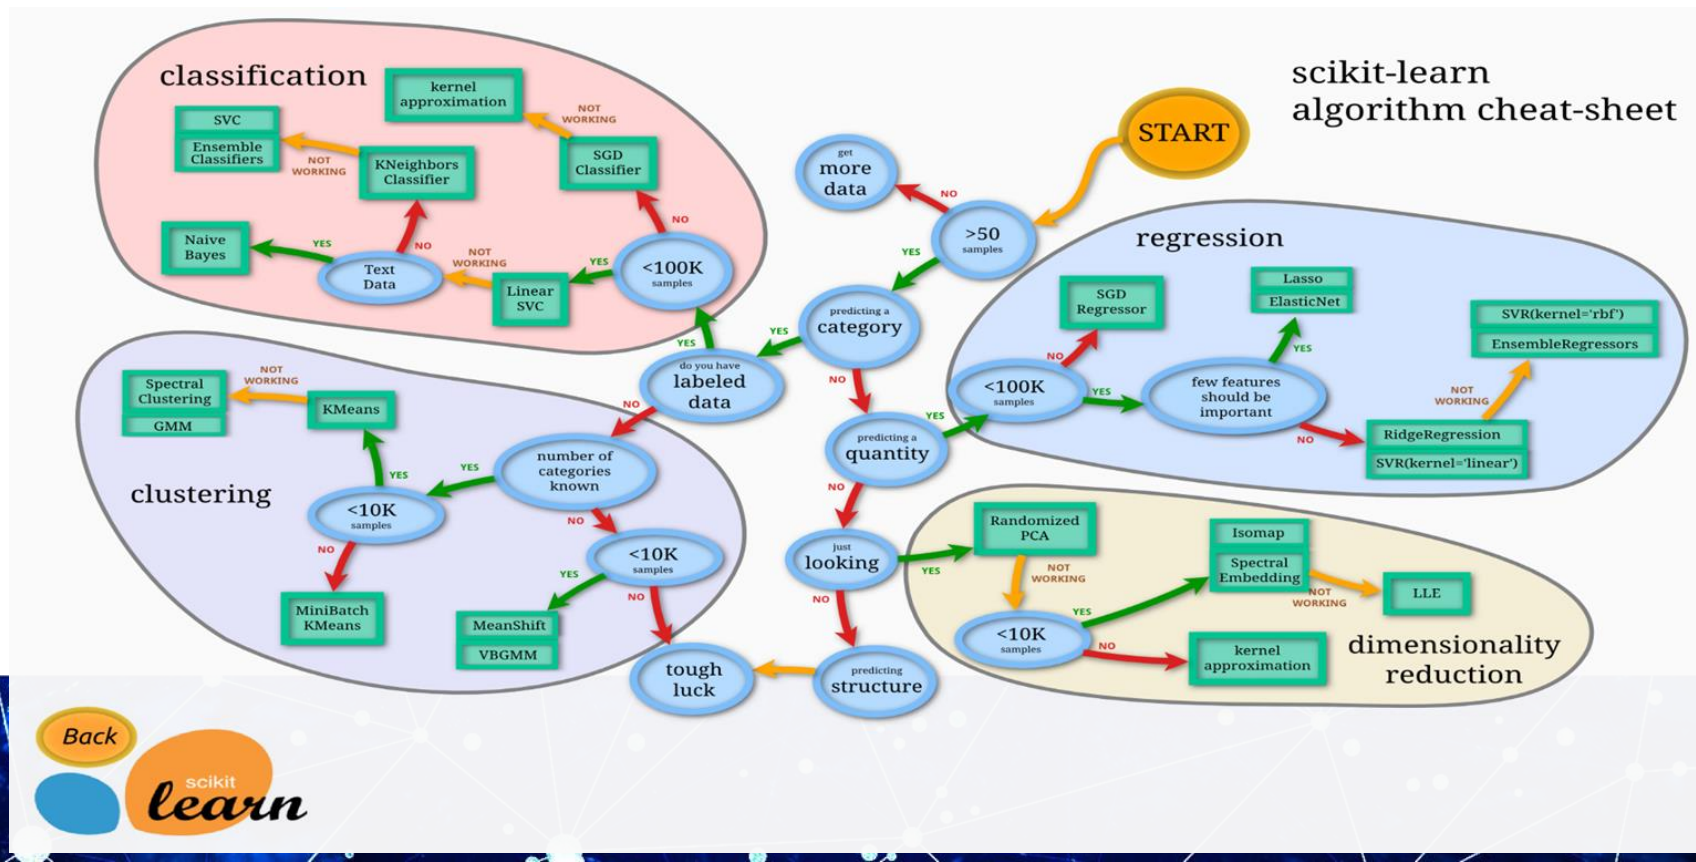 scikit-learn
algorithm cheat-sheet
START
classification
kernel
approximation
NOT
WORKING
SVC
Ensemble
Classifiers
NOT
WORKING
KNeighbors
Classifier
SGD
Classifier
NO
Naive
Bayes
YES
Text
Data
NO
NOT
WORKING
Linear
SVC
YES
<100K
samples
YES
get
more
data
NO
>50
samples
YES
predicting a
category
YES
NO
do you have
labeled
data
NO
predicting a
quantity
YES
NO
just
looking
YES
NO
predicting
structure
tough
luck
regression
SGD
Regressor
NO
<100K
samples
YES
Lasso
ElasticNet
YES
few features
should be
important
NO
SVR(kernel='rbf')
EnsembleRegressors
NOT
WORKING
RidgeRegression
SVR(kernel='linear')
clustering
Spectral
Clustering
GMM
NOT
WORKING
KMeans
YES
<10K
samples
NO
MiniBatch
KMeans
YES
number of
categories
known
NO
<10K
samples
YES
NO
MeanShift
VBGMM
dimensionality
reduction
Randomized
PCA
NOT
WORKING
<10K
samples
YES
NO
Isomap
Spectral
Embedding
NOT
WORKING
LLE
kernel
approximation
Back
scikit
learn